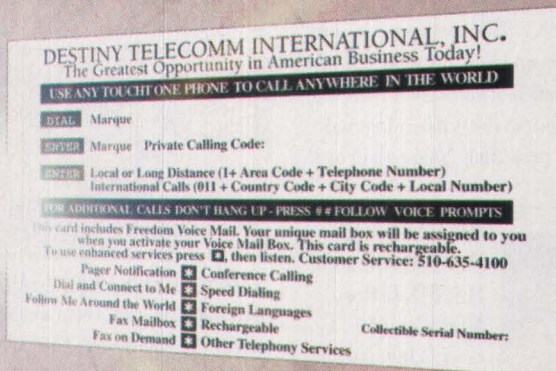 DESTINY TELECOMM INTERNATIONAL, INC.
The Greatest Opportunity in American Business Today!
USE ANY TOUCHTONE PHONE TO CALL ANYWHERE IN THE WORLD
DIAL Marque
ENTER Marque Private Calling Code:
ENTER Local or Long Distance (1+ Area Code + Telephone Number)
International Calls (011 + Country Code + City Code + Local Number)
FOR ADDITIONAL CALLS DON'T HANG UP - PRESS ## FOLLOW VOICE PROMPTS
This card includes Freedom Voice Mail. Your unique mail box will be assigned to you
when you activate your Voice Mail Box. This card is rechargeable.
To use enhanced services press *, then listen. Customer Service: 510-635-4100
Pager Notification * Conference Calling
Dial and Connect to Me * Speed Dialing
Follow Me Around the World * Foreign Languages
Fax Mailbox * Rechargeable
Fax on Demand * Other Telephony Services
Collectible Serial Number: